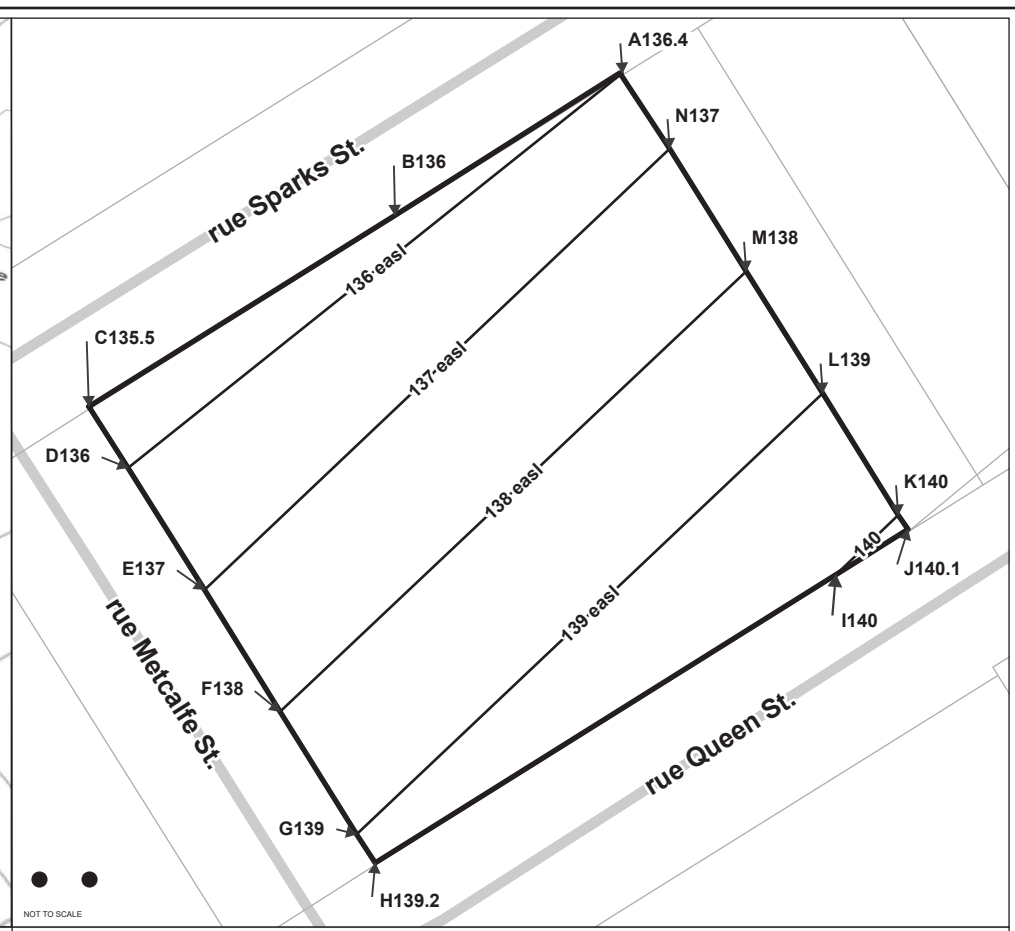 A136.4
N137
B136
rue Sparks St.
M138
136 easl
C135.5
137 easl
L139
D136
138 easl
K140
140
E137
J140.1
139 easl
I140
rue Metcalfe St.
F138
rue Queen St.
G139
H139.2
NOT TO SCALE